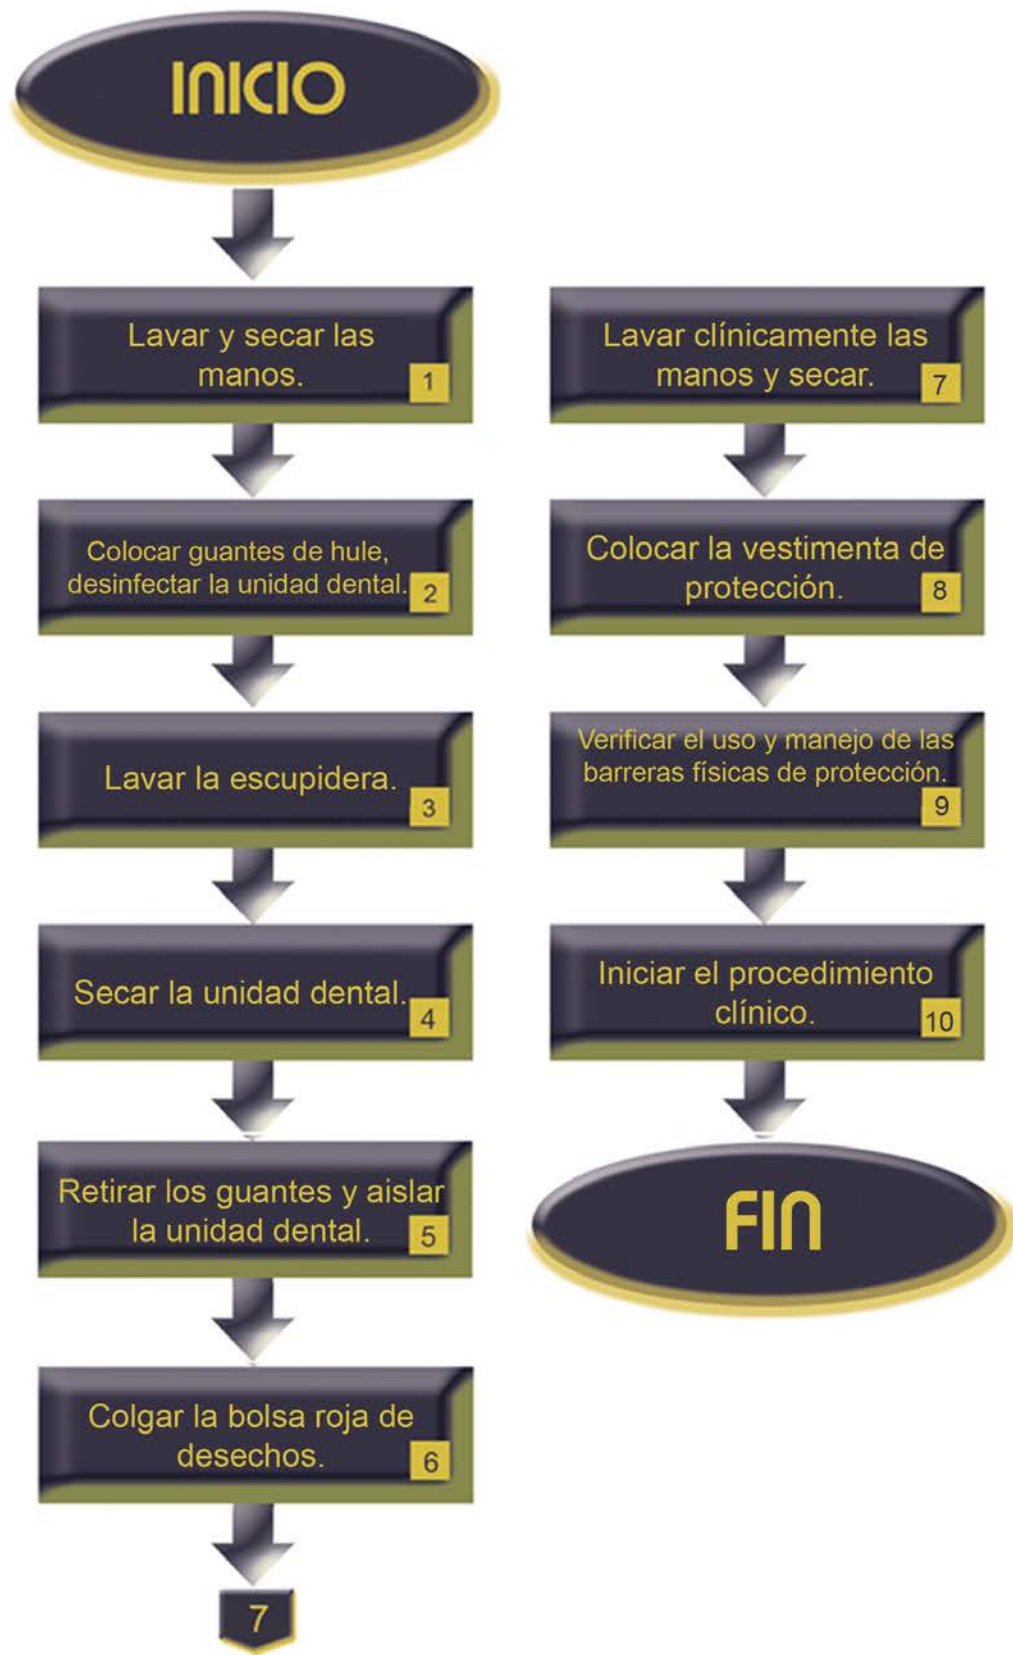 INICIO
Lavar y secar las
manos.
1
Colocar guantes de hule,
desinfectar la unidad dental.
2
Lavar la escupidera.
3
Secar la unidad dental.
4
Retirar los guantes y aislar
la unidad dental.
5
Colgar la bolsa roja de
desechos.
6
7
Lavar clínicamente las
manos y secar.
7
Colocar la vestimenta de
protección.
8
Verificar el uso y manejo de las
barreras físicas de protección.
9
Iniciar el procedimiento
clínico.
10
FIN